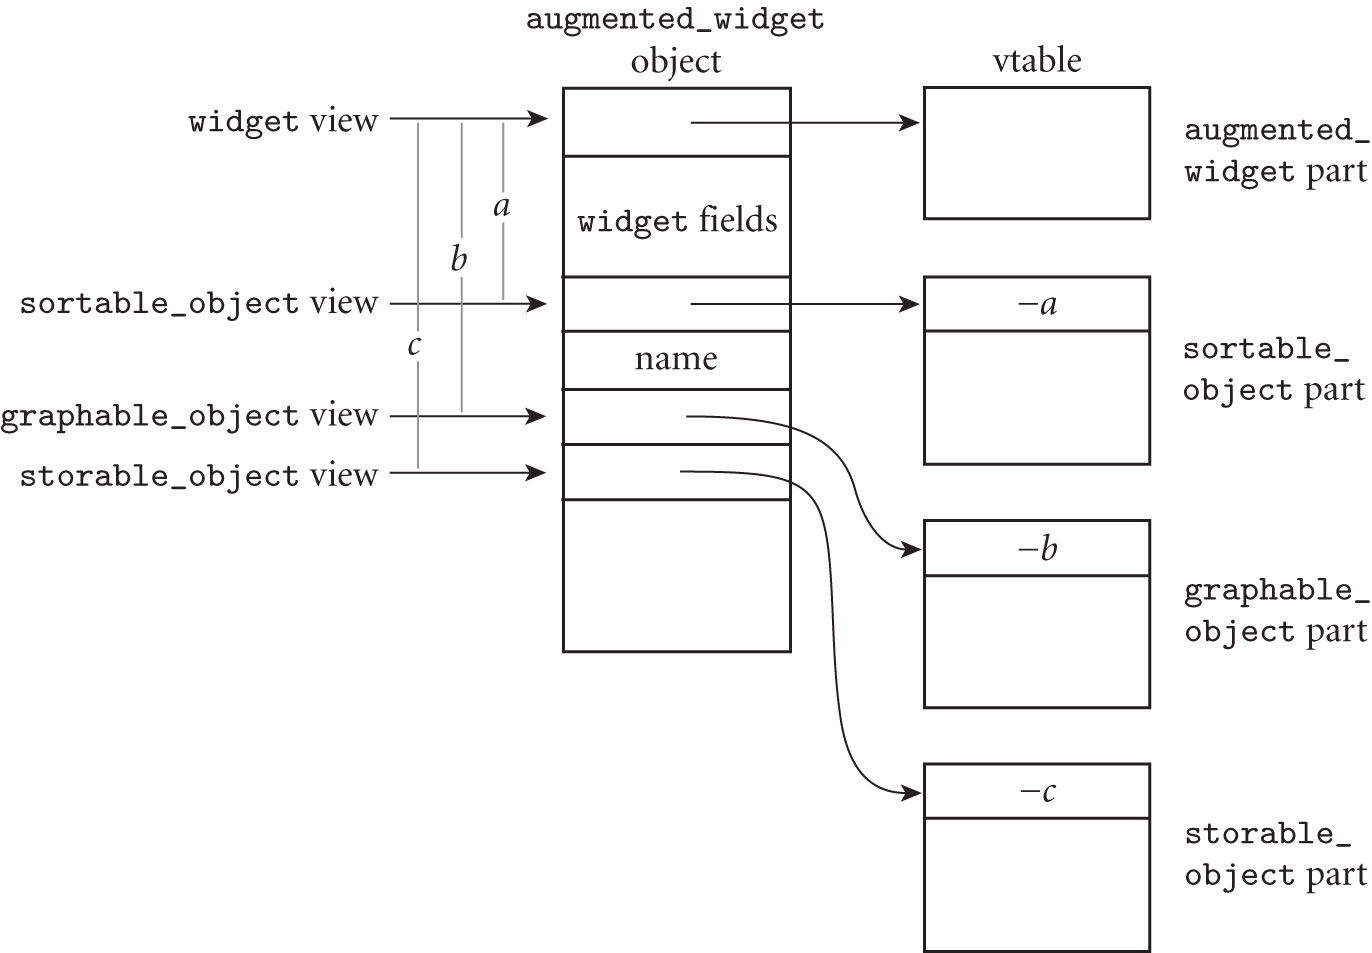 augmented_widget
object
vtable
widget view
augmented_
widget part
a
widget fields
b
sortable_object view
−a
c
name
sortable_
object part
graphable_object view
storable_object view
−b
graphable_
object part
−c
storable_
object part